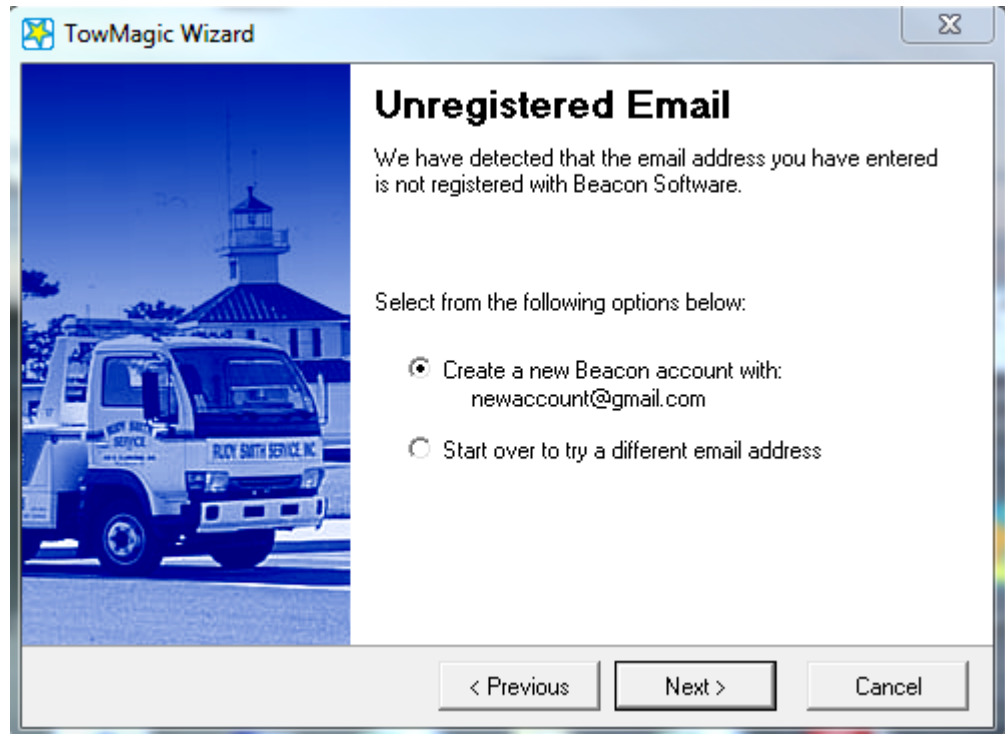 TowMagic Wizard
Unregistered Email
We have detected that the email address you have entered
is not registered with Beacon Software.
Select from the following options below:
Create a new Beacon account with:
newaccount@gmail.com
Start over to try a different email address
RUDY SMITH SERVICE, INC
SERVICE
< Previous
Next >
Cancel